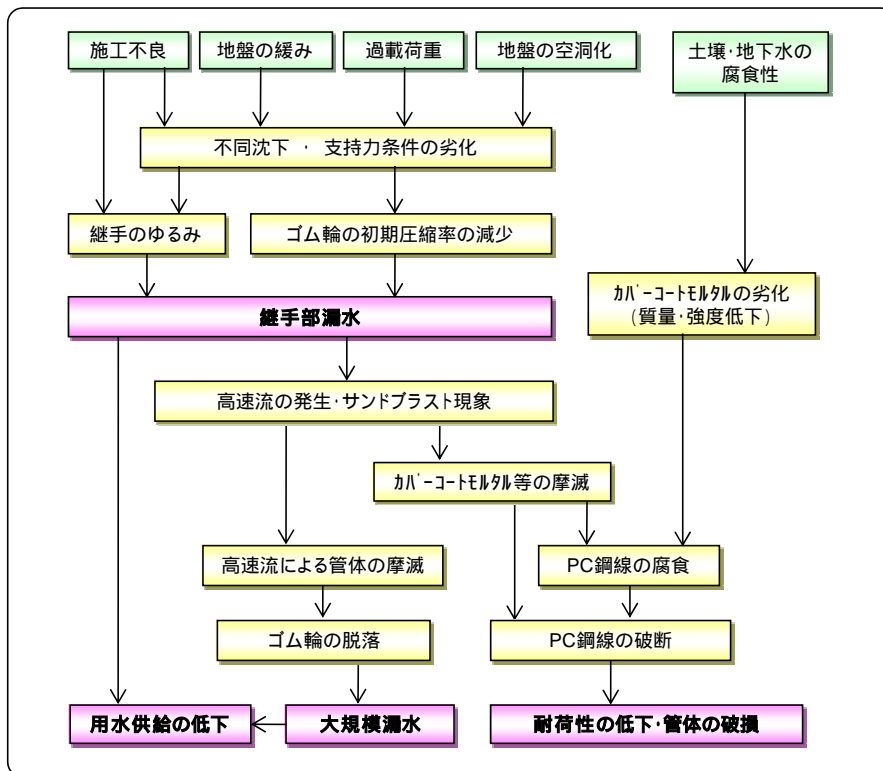 施工不良
地盤の緩み
過載荷重
地盤の空洞化
土壌･地下水の
腐食性
不同沈下 ･ 支持力条件の劣化
継手のゆるみ
ゴム輪の初期圧縮率の減少
ｶﾊﾞｰｺｰﾄﾓﾙﾀﾙの劣化
(質量･強度低下)
継手部漏水
高速流の発生･サンドブラスト現象
ｶﾊﾞｰｺｰﾄﾓﾙﾀﾙ等の摩滅
高速流による管体の摩滅
PC鋼線の腐食
ゴム輪の脱落
PC鋼線の破断
用水供給の低下
大規模漏水
耐荷性の低下･管体の破損